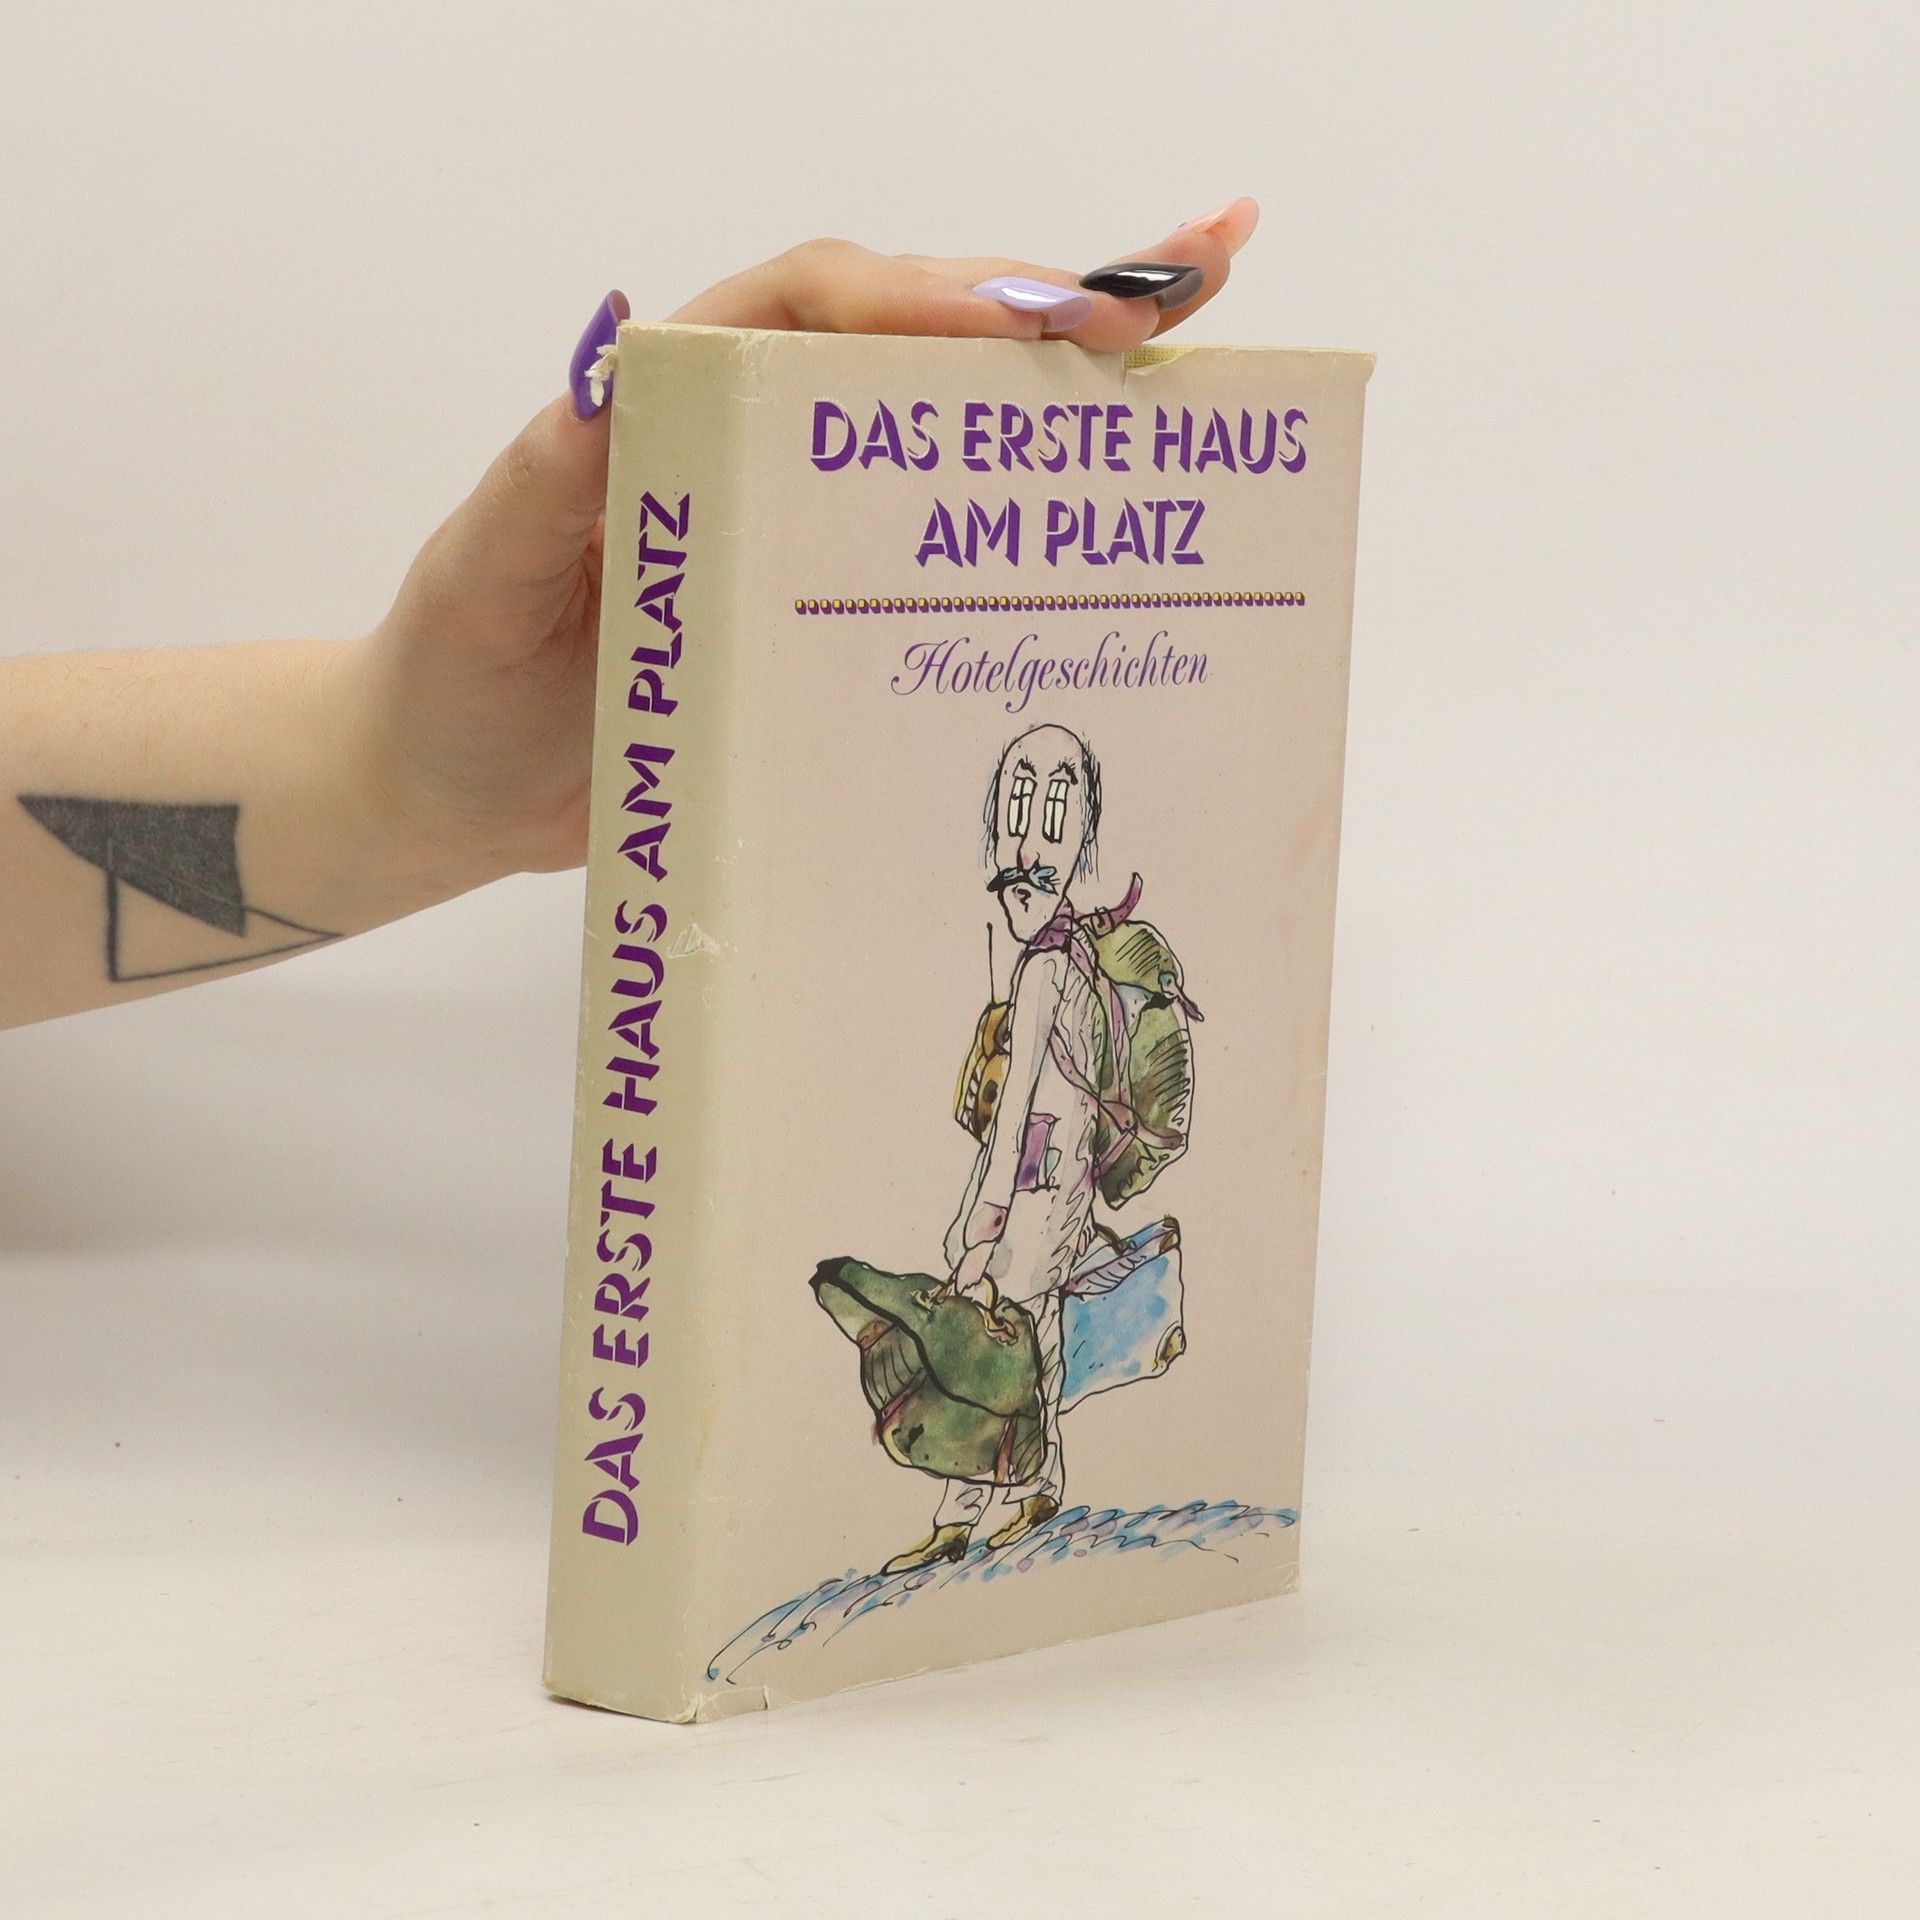 DAS ERSTE HAUS AM PLATZ
DAS ERSTE HAUS
AM PLATZ
Hotelgeschichten